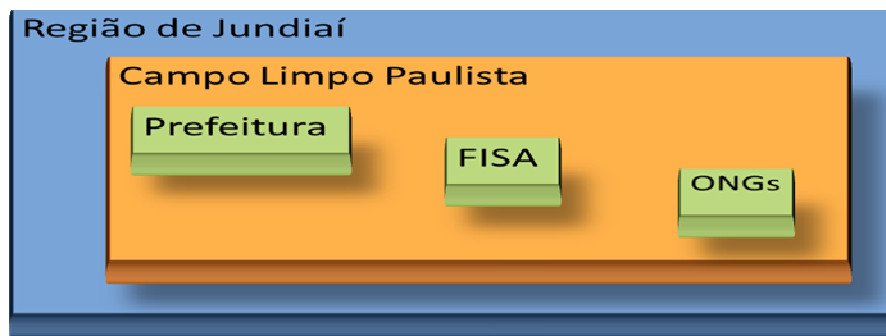 Região de Jundiaí
Campo Limpo Paulista
Prefeitura
FISA
ONGs